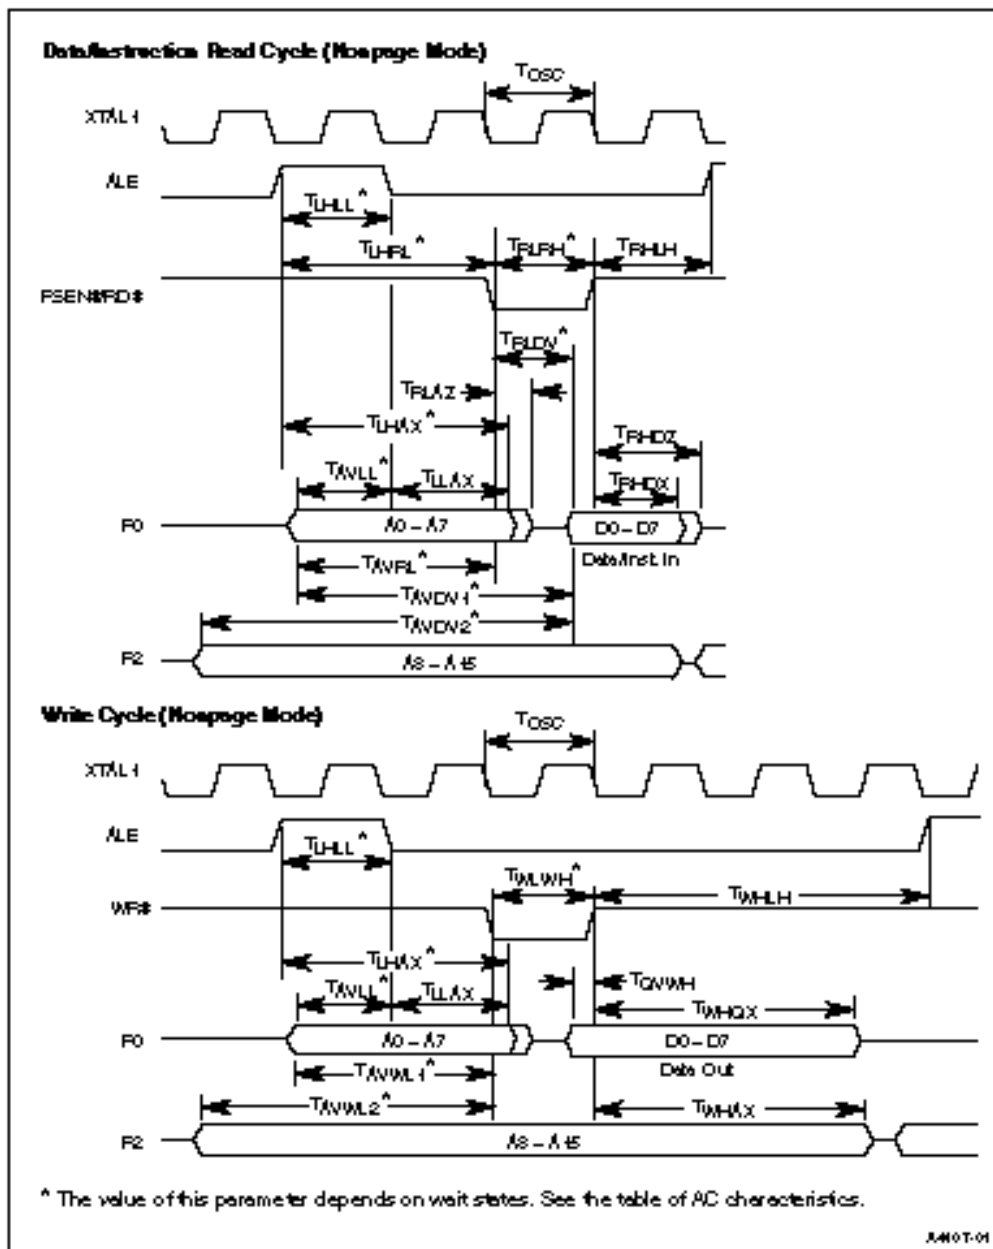 Data/Instruction Read Cycle (Nonpage Mode)
TOSC
XTAL1
ALE
TLHLL^
TLHRL^ TRLRH^ TRHLH
PSEN#/RD#
TRLDV^
TRLAZ
TLHAX^
TRHDZ
TAVLL^ TLLAX TRHDX
P0 A0 – A7 D0 – D7
Data/Inst. In
TAVRL^
TAVDV1^
TAVDV2^
P2 A8 – A15
Write Cycle (Nonpage Mode)
TOSC
XTAL1
ALE
TLHLL^
TWLWH^ TWHLH
WR#
TLHAX^
TAVLL^ TLLAX TQVWH
TWHQX
P0 A0 – A7 D0 – D7
Data Out
TAVWL1^
TAVWL2^ TWHAX
P2 A8 – A15
^ The value of this parameter depends on wait states. See the table of AC characteristics.